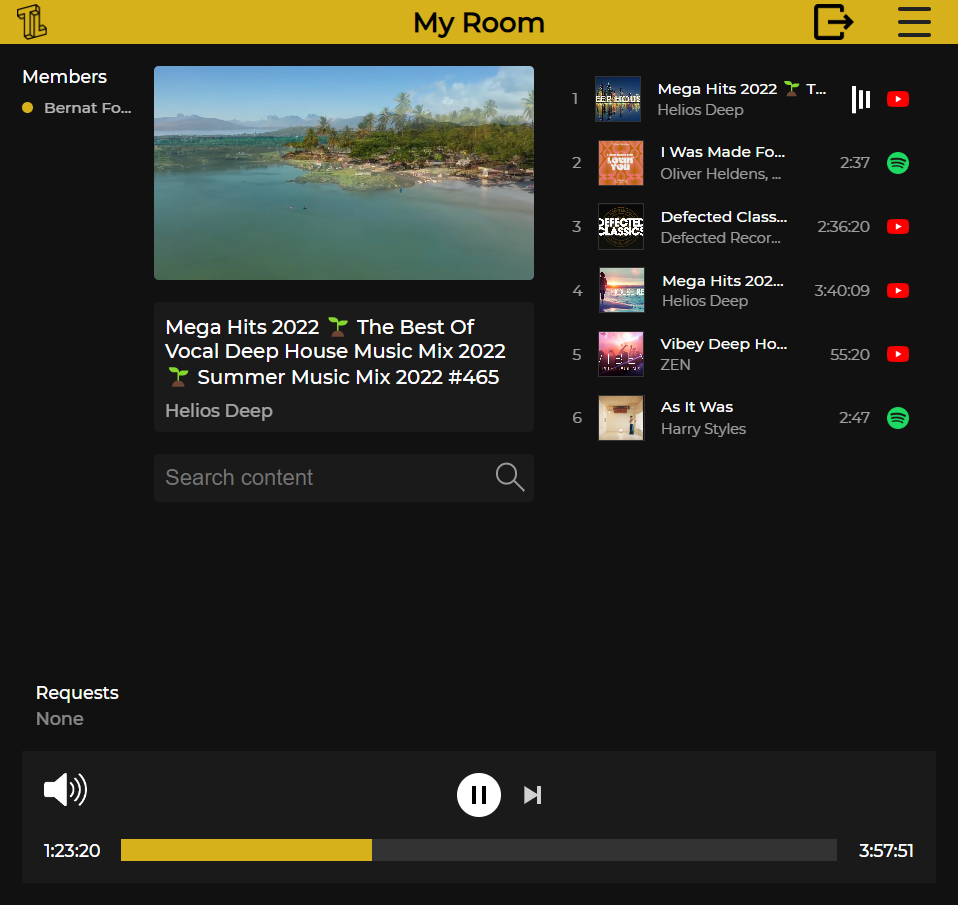 TL
My Room
Members
Bernat Fo...
Mega Hits 2022 🌱 The Best Of
Vocal Deep House Music Mix 2022
🌱 Summer Music Mix 2022 #465
Helios Deep
Search content
1
Mega Hits 2022 🌱 T...
Helios Deep
2
I Was Made Fo...
Oliver Heldens, ...
2:37
3
DEFECTED
CLASSICS
Defected Class...
Defected Recor...
2:36:20
4
Mega Hits 202...
Helios Deep
3:40:09
5
Vibey Deep Ho...
ZEN
55:20
6
As It Was
Harry Styles
2:47
Requests
None
1:23:20
3:57:51